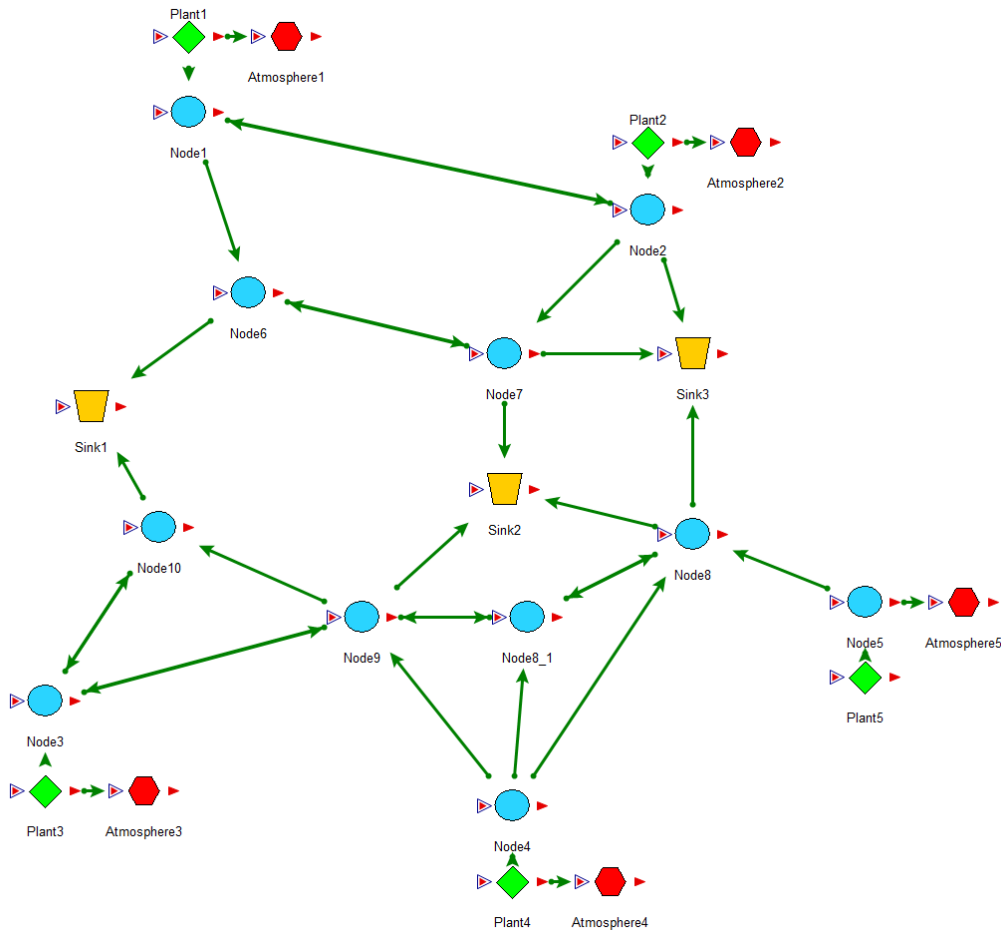 Plant1
Atmosphere1
Node1
Plant2
Atmosphere2
Node2
Node6
Node7
Sink3
Sink1
Sink2
Node10
Node8
Node9
Node8_1
Node5
Atmosphere5
Plant5
Node3
Plant3
Atmosphere3
Node4
Plant4
Atmosphere4